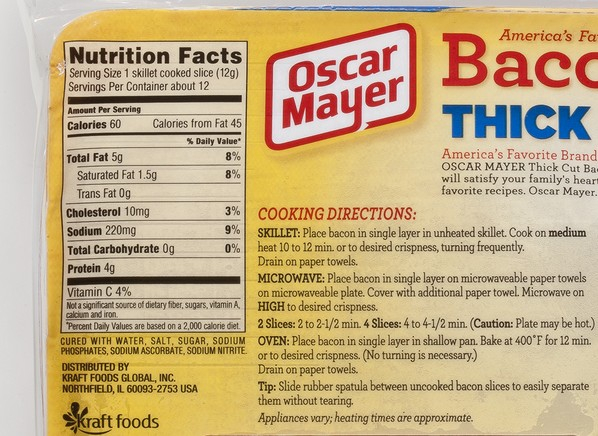 Nutrition Facts
Serving Size 1 skillet cooked slice (12g)
Servings Per Container about 12
Amount Per Serving
Calories 60 Calories from Fat 45
% Daily Value*
Total Fat 5g 8%
Saturated Fat 1.5g 8%
Trans Fat 0g
Cholesterol 10mg 3%
Sodium 220mg 9%
Total Carbohydrate 0g 0%
Protein 4g
Vitamin C 4%
Not a significant source of dietary fiber, sugars, vitamin A,
calcium and iron.
*Percent Daily Values are based on a 2,000 calorie diet.
CURED WITH WATER, SALT, SUGAR, SODIUM
PHOSPHATES, SODIUM ASCORBATE, SODIUM NITRITE.
DISTRIBUTED BY
KRAFT FOODS GLOBAL, INC.
NORTHFIELD, IL 60093-2753 USA
kraft foods
Oscar
Mayer
America's Fa
Baco
THICK
America's Favorite Brand
OSCAR MAYER Thick Cut Ba
will satisfy your family's heart
favorite recipes. Oscar Mayer.
COOKING DIRECTIONS:
SKILLET: Place bacon in single layer in unheated skillet. Cook on medium
heat 10 to 12 min. or to desired crispness, turning frequently.
Drain on paper towels.
MICROWAVE: Place bacon in single layer on microwaveable paper towels
on microwaveable plate. Cover with additional paper towel. Microwave on
HIGH to desired crispness.
2 Slices: 2 to 2-1/2 min. 4 Slices: 4 to 4-1/2 min. (Caution: Plate may be hot.)
OVEN: Place bacon in single layer in shallow pan. Bake at 400°F for 12 min.
or to desired crispness. (No turning is necessary.)
Drain on paper towels.
Tip: Slide rubber spatula between uncooked bacon slices to easily separate
them without tearing.
Appliances vary; heating times are approximate.